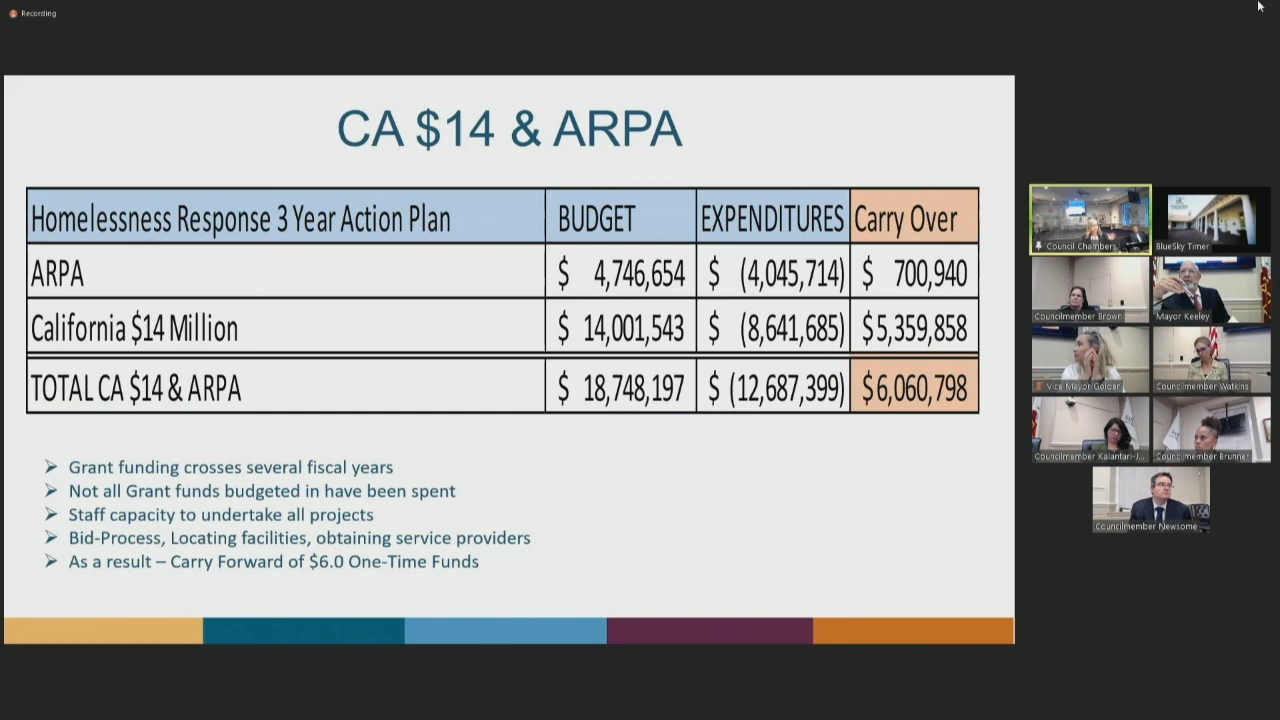 Recording
CA $14 & ARPA
Homelessness Response 3 Year Action Plan BUDGET EXPENDITURES Carry Over
ARPA $ 4,746,654 $ (4,045,714) $ 700,940
California $14 Million $ 14,001,543 $ (8,641,685) $5,359,858
TOTAL CA $14 & ARPA $ 18,748,197 $ (12,687,399) $6,060,798
➢ Grant funding crosses several fiscal years
➢ Not all Grant funds budgeted in have been spent
➢ Staff capacity to undertake all projects
➢ Bid-Process, Locating facilities, obtaining service providers
➢ As a result – Carry Forward of $6.0 One-Time Funds
Council Chambers
BlueSky Timer
Councilmember Brown
Mayor Keeley
Vice Mayor Golder
Councilmember Watkins
Councilmember Kalantari-J...
Councilmember Brunner
Councilmember Newsome